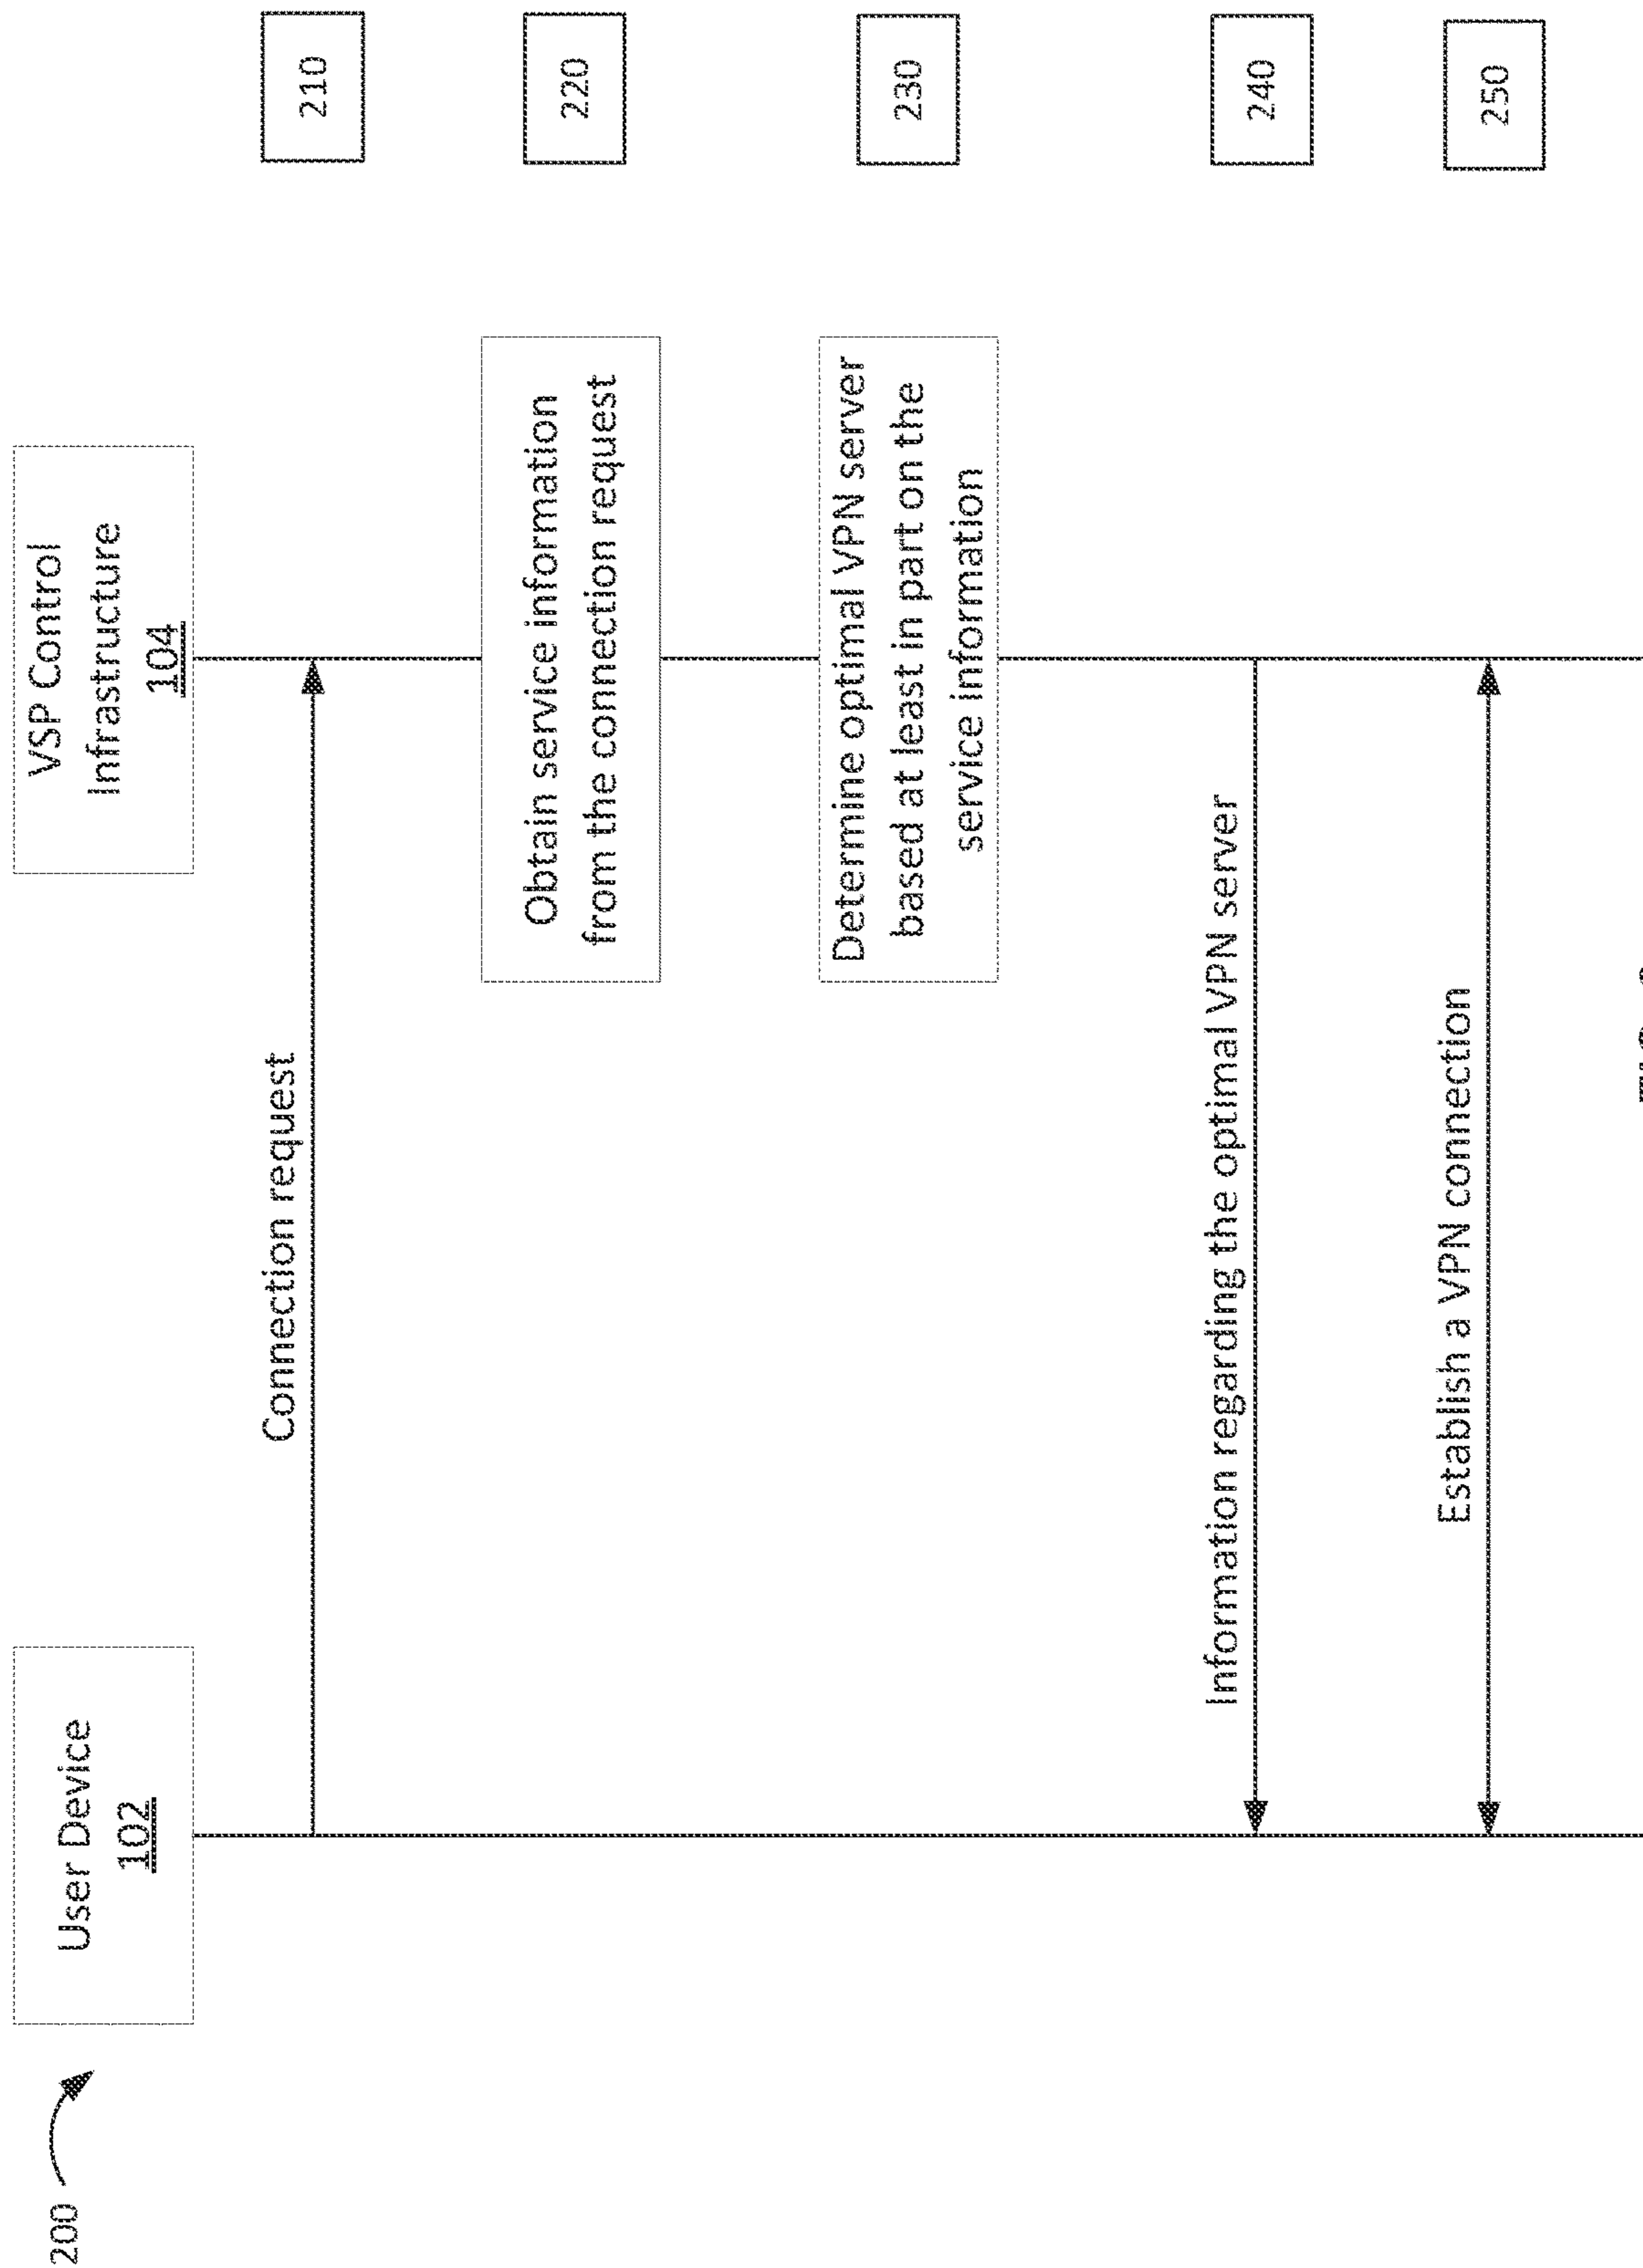 200
User Device
102
VSP Control
Infrastructure
104
Connection request
210
Obtain service information
from the connection request
220
Determine optimal VPN server
based at least in part on the
service information
230
Information regarding the optimal VPN server
240
Establish a VPN connection
250